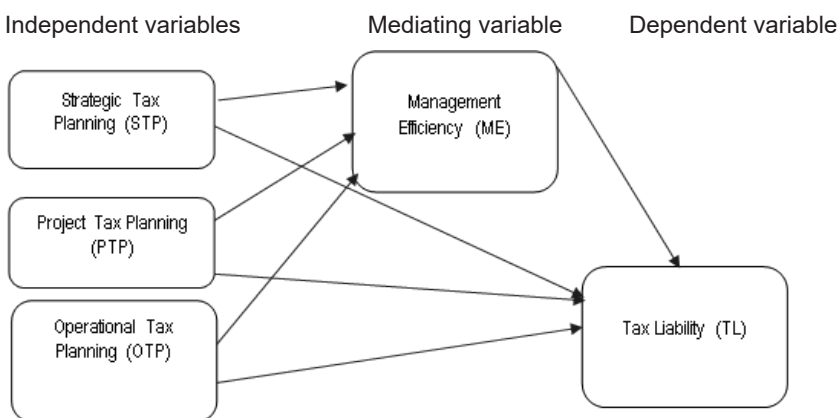 Independent variables
Mediating variable
Dependent variable
Strategic Tax
Planning (STP)
Management
Efficiency (ME)
Project Tax Planning
(PTP)
Operational Tax
Planning (OTP)
Tax Liability (TL)